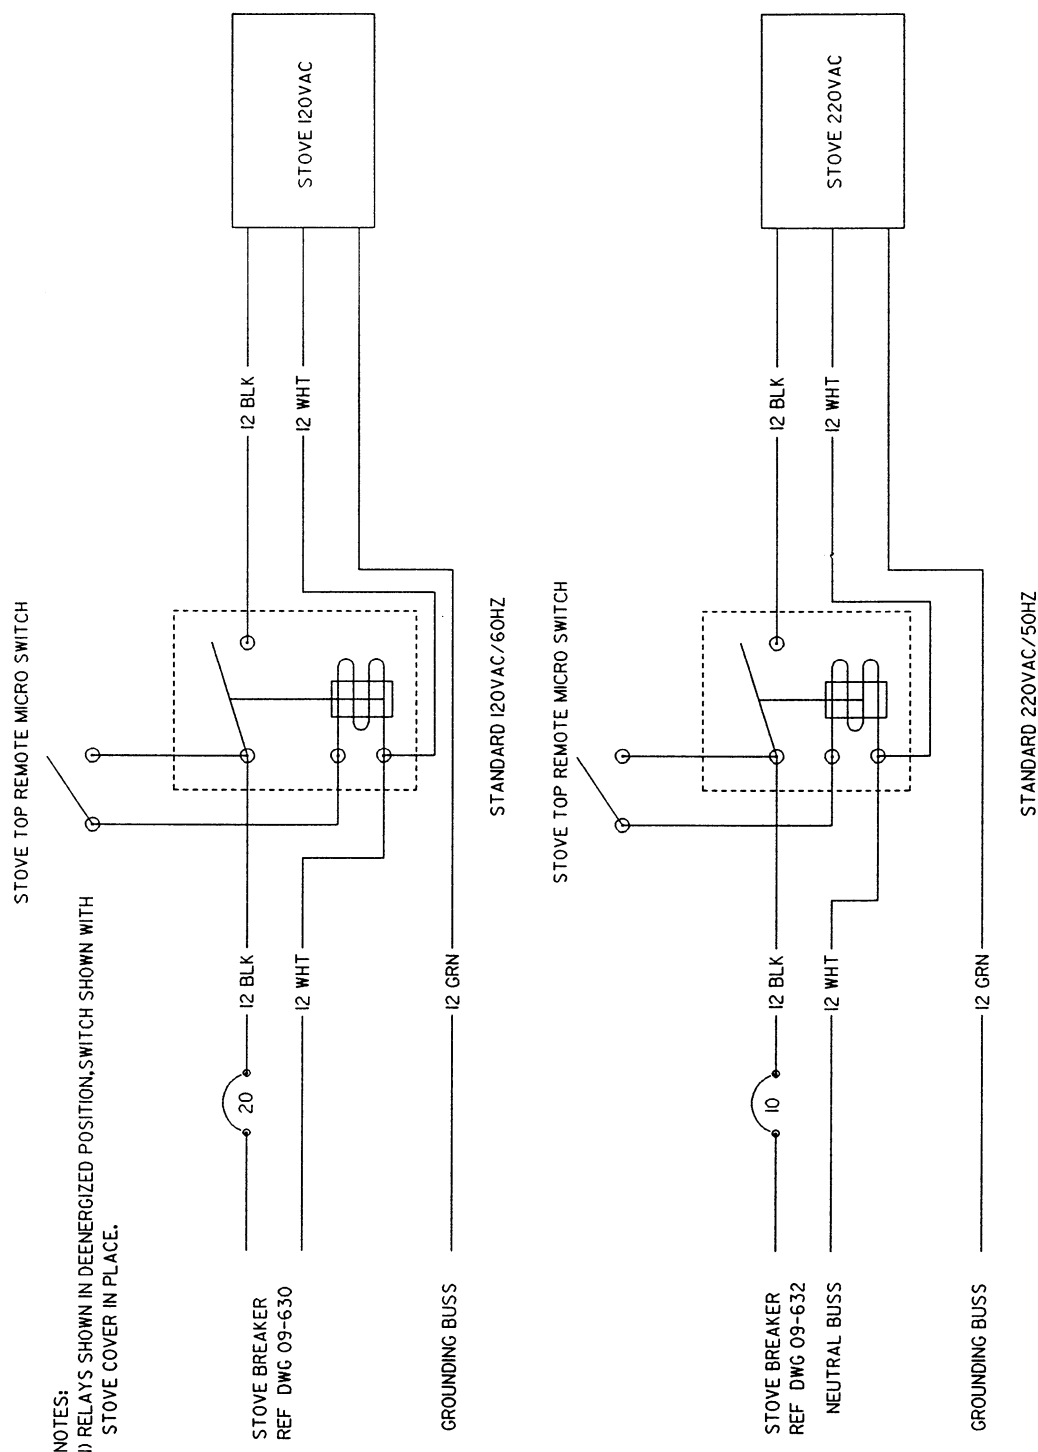 NOTES:
1) RELAYS SHOWN IN DEENERGIZED POSITION,SWITCH SHOWN WITH
STOVE COVER IN PLACE.
STOVE TOP REMOTE MICRO SWITCH
STOVE BREAKER
REF DWG 09-630
20
12 BLK
12 BLK
12 WHT
12 WHT
STOVE 120VAC
GROUNDING BUSS
12 GRN
STANDARD 120VAC/60HZ
STOVE TOP REMOTE MICRO SWITCH
STOVE BREAKER
REF DWG 09-632
10
12 BLK
12 BLK
NEUTRAL BUSS
12 WHT
12 WHT
STOVE 220VAC
GROUNDING BUSS
12 GRN
STANDARD 220VAC/50HZ